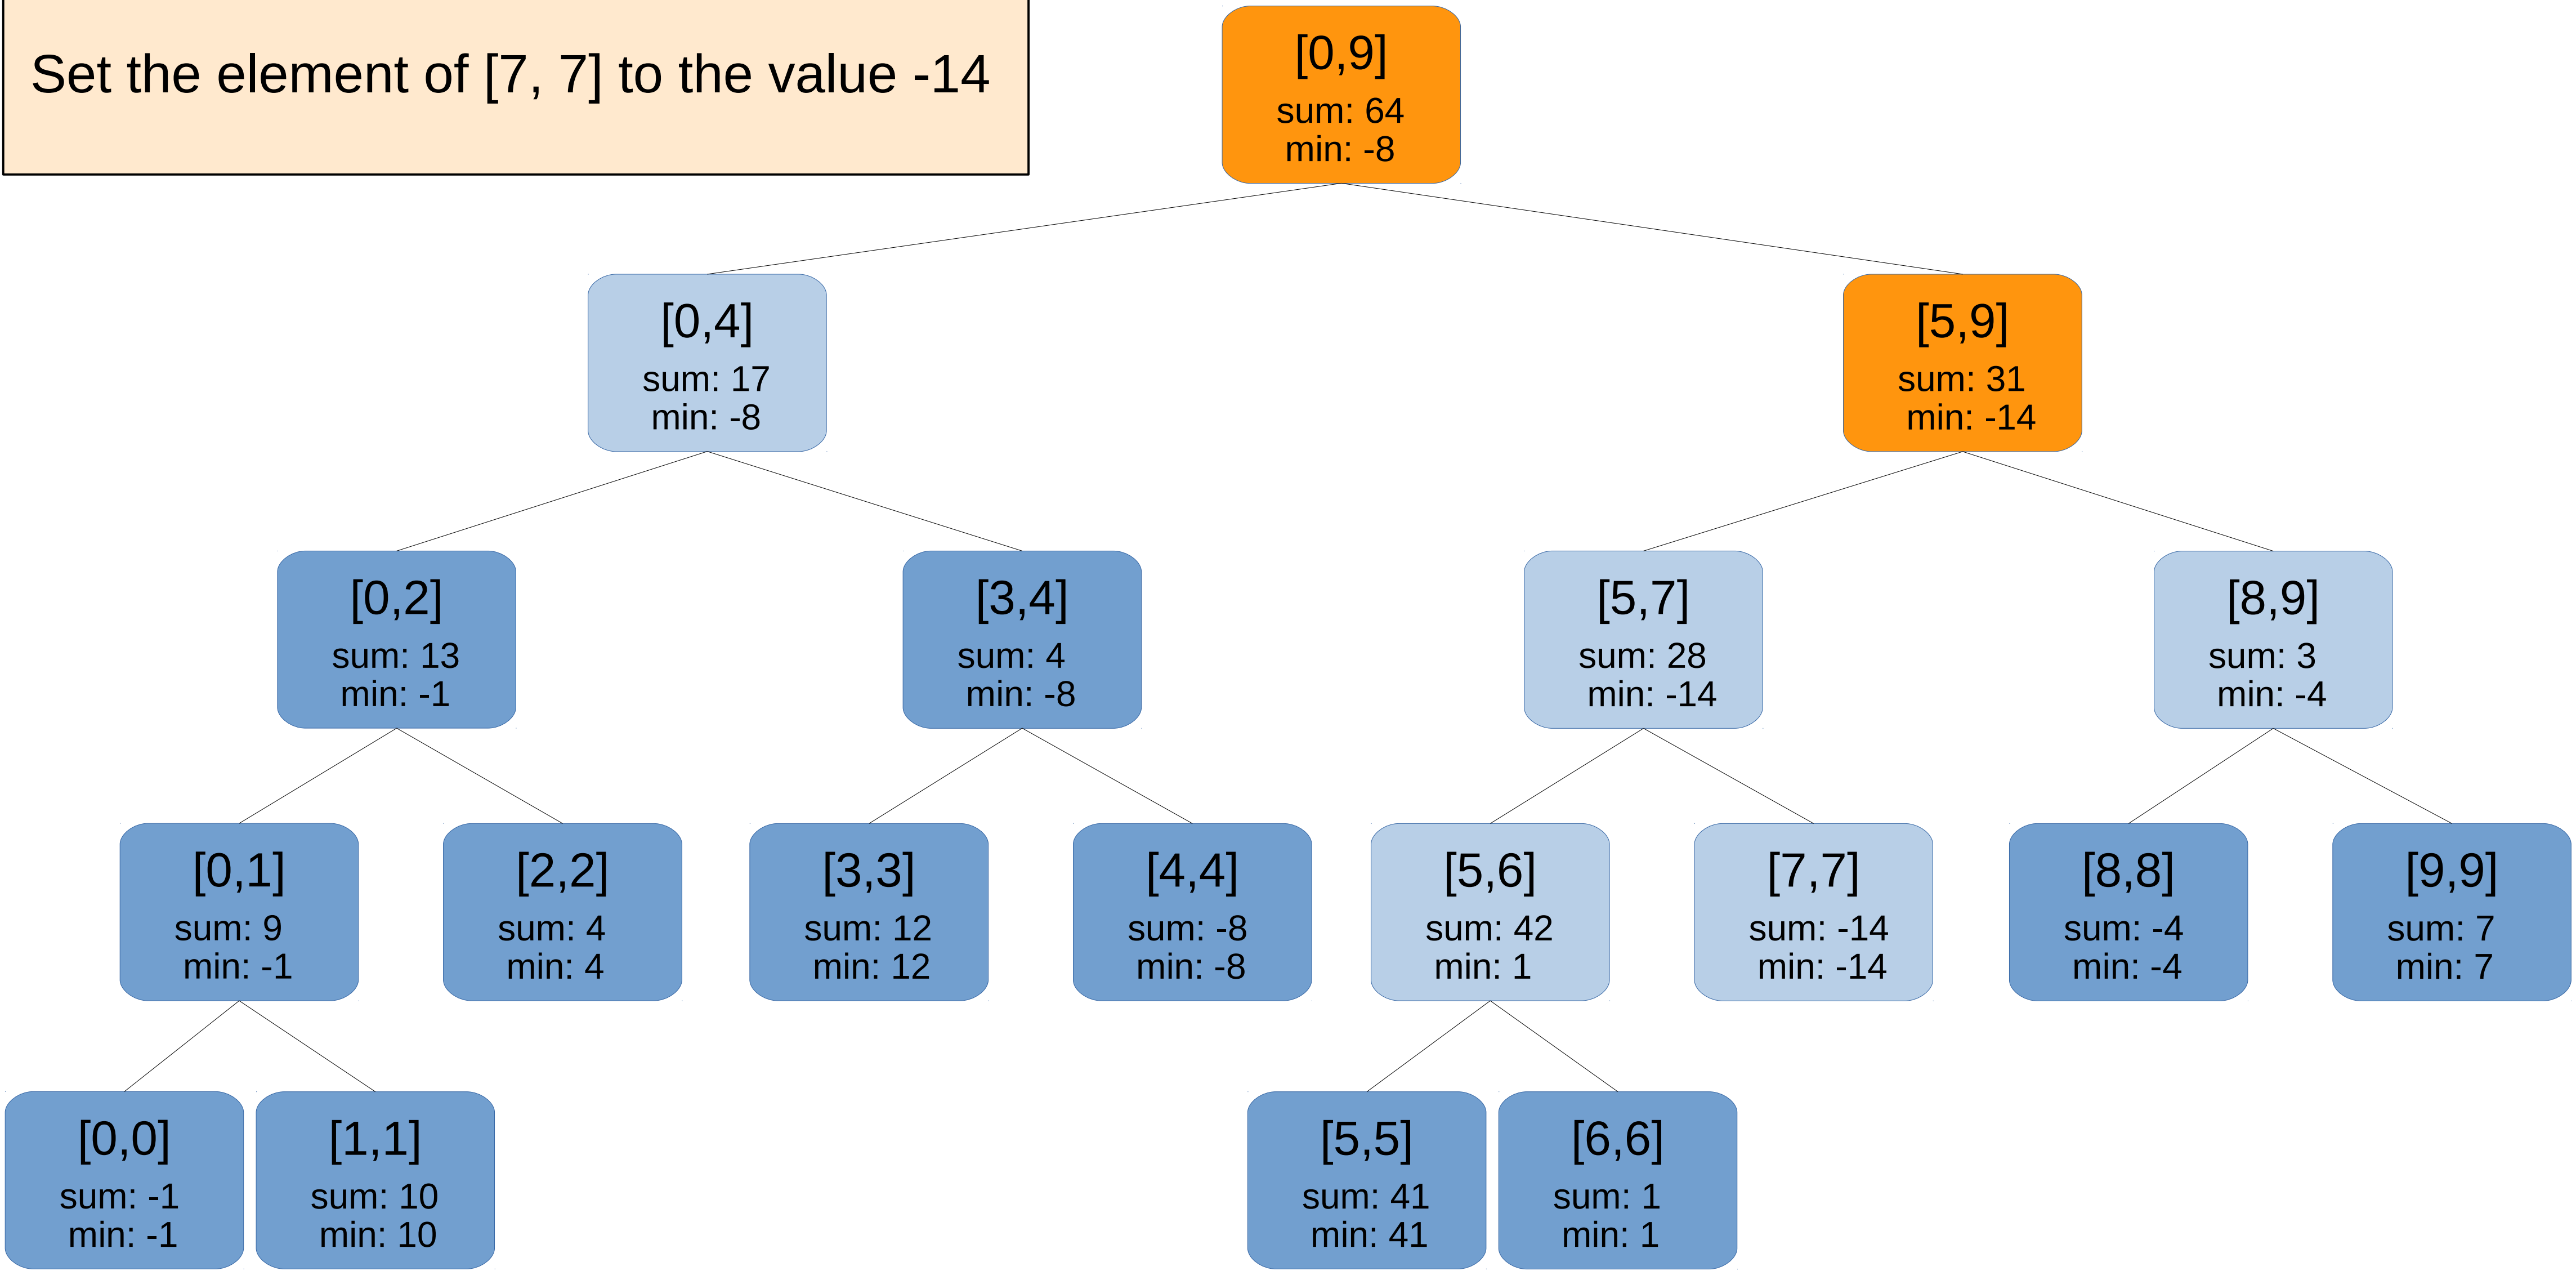 Set the element of [7, 7] to the value -14
[0,9]
sum: 64
min: -8
[0,4]
sum: 17
min: -8
[5,9]
sum: 31
min: -14
[0,2]
sum: 13
min: -1
[3,4]
sum: 4
min: -8
[5,7]
sum: 28
min: -14
[8,9]
sum: 3
min: -4
[0,1]
sum: 9
min: -1
[2,2]
sum: 4
min: 4
[3,3]
sum: 12
min: 12
[4,4]
sum: -8
min: -8
[5,6]
sum: 42
min: 1
[7,7]
sum: -14
min: -14
[8,8]
sum: -4
min: -4
[9,9]
sum: 7
min: 7
[0,0]
sum: -1
min: -1
[1,1]
sum: 10
min: 10
[5,5]
sum: 41
min: 41
[6,6]
sum: 1
min: 1